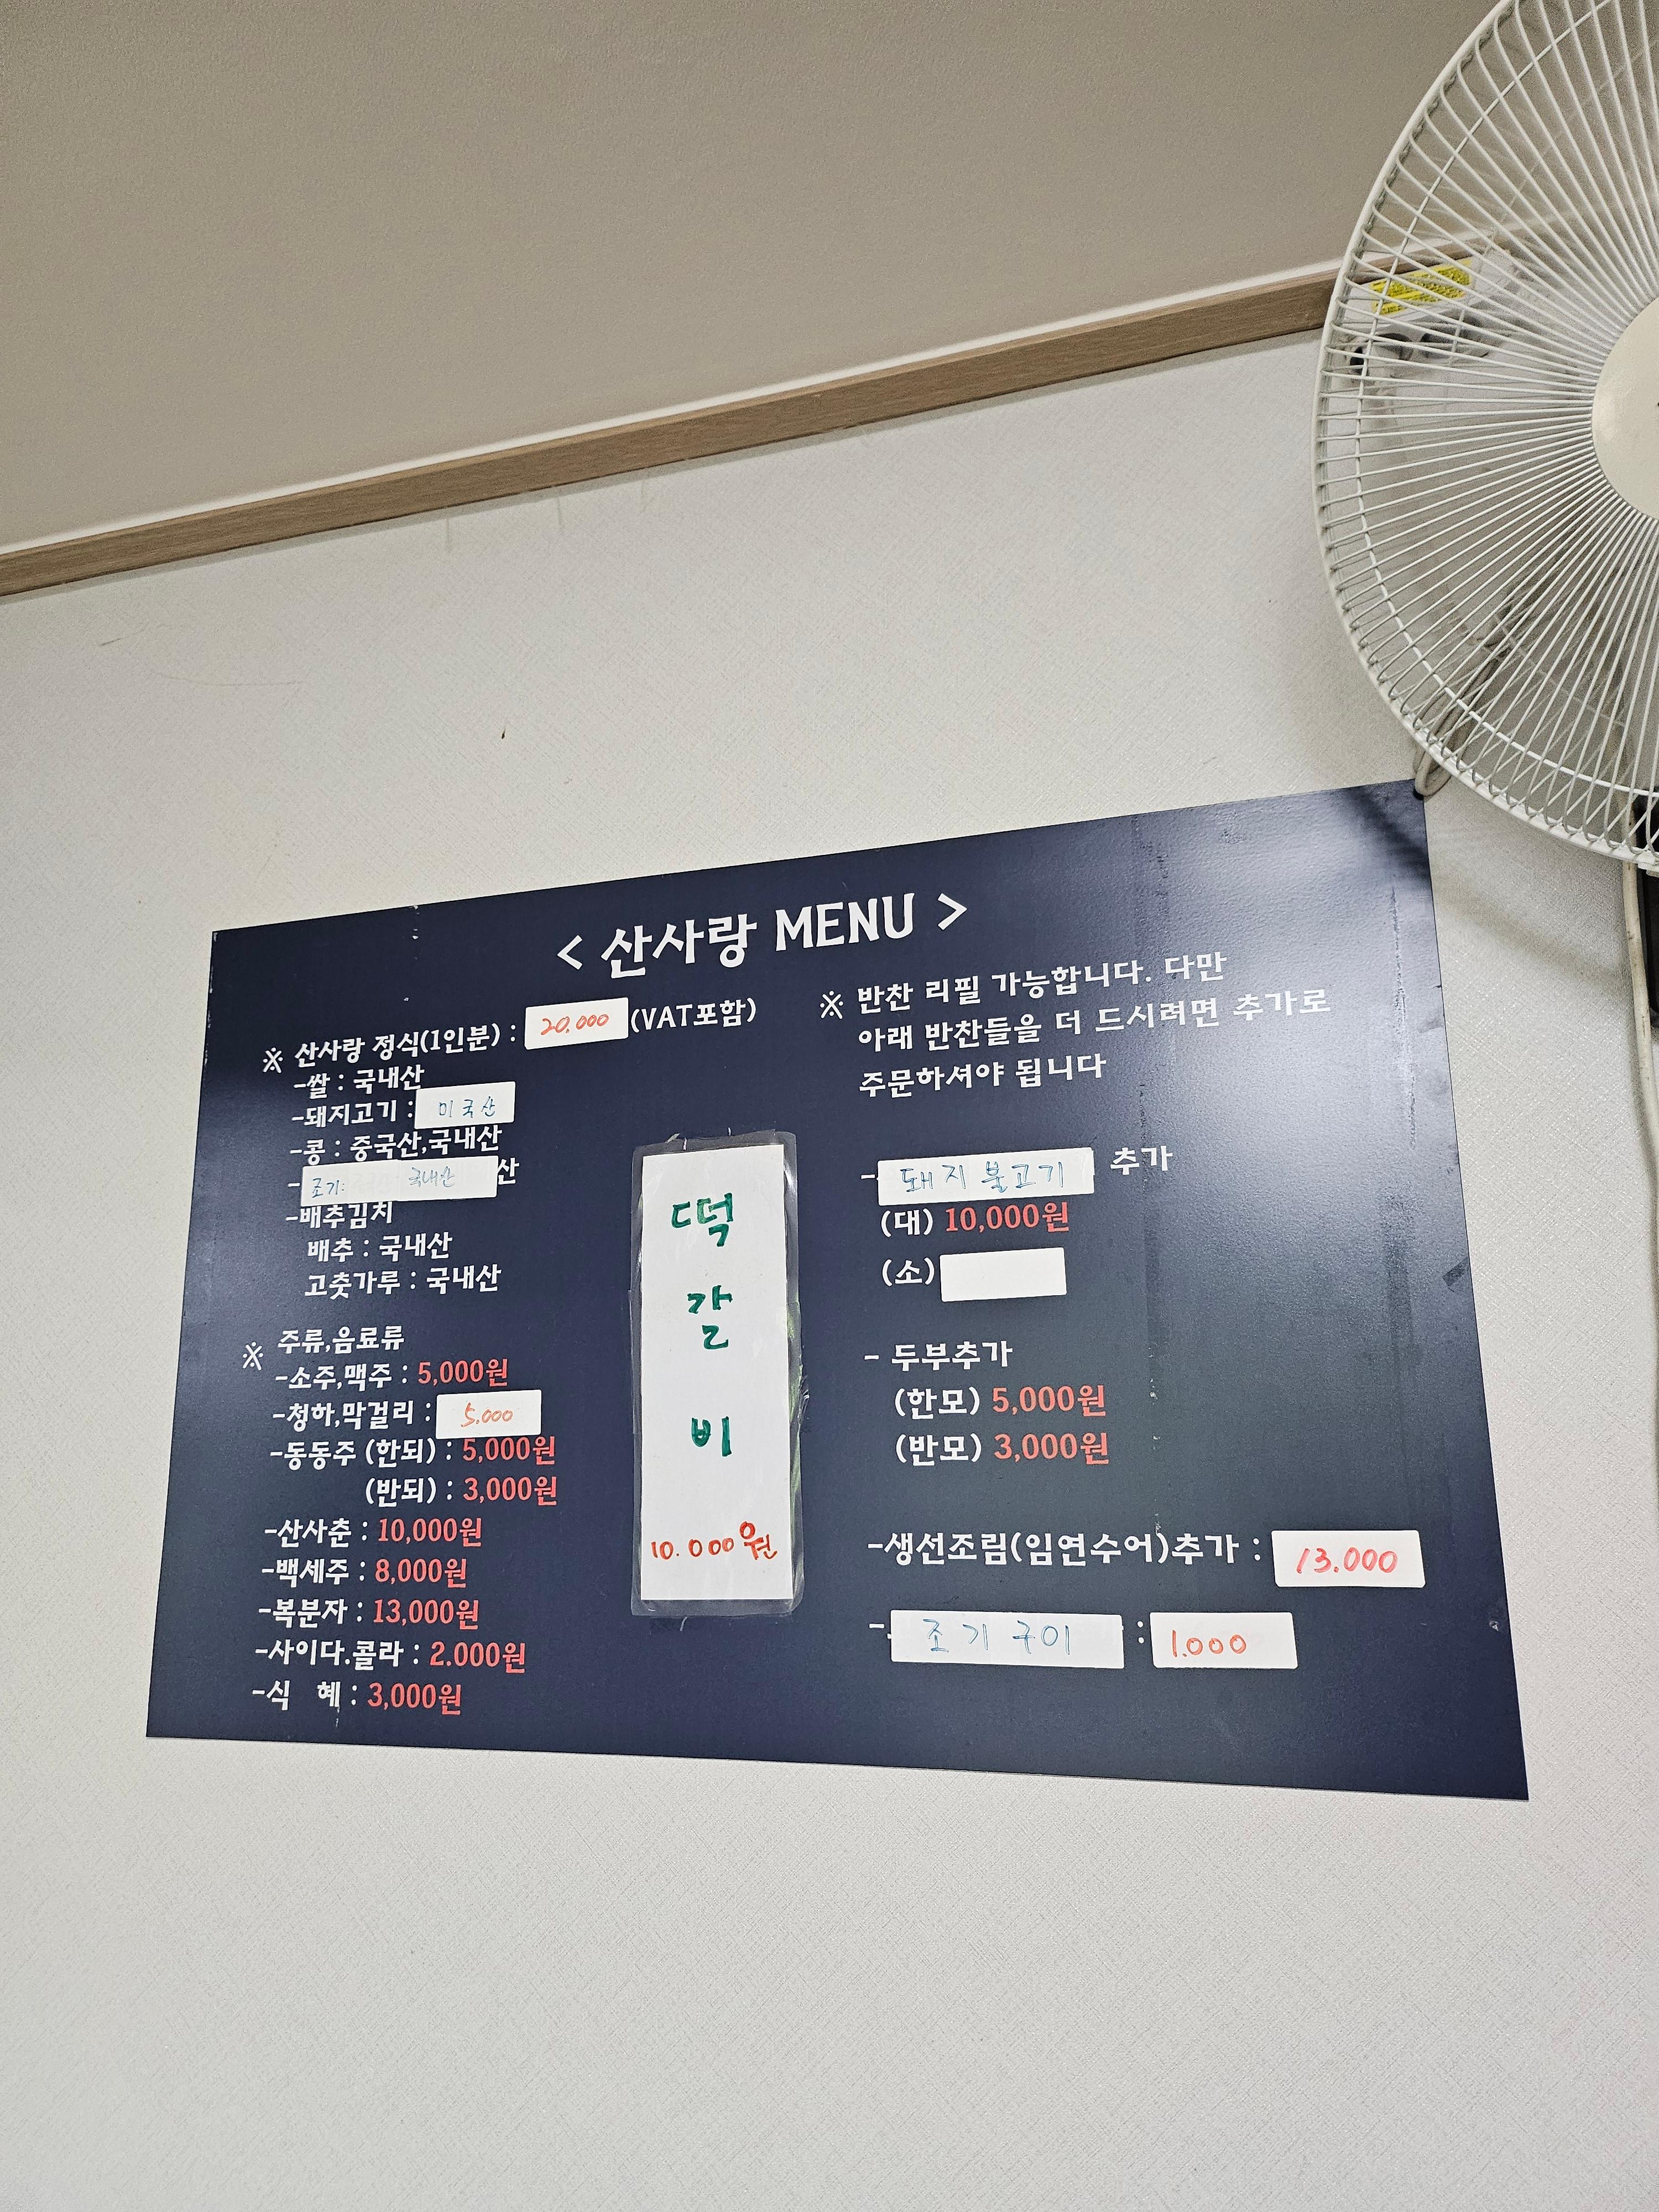 < 산사랑 MENU >
※ 산사랑 정식(1인분) : 20,000 (VAT포함)
-쌀 : 국내산
-돼지고기 : 미국산
-콩 : 중국산,국내산
- 조기: 국내산 산
-배추김치
배추 : 국내산
고춧가루 : 국내산
※ 주류,음료류
-소주,맥주 : 5,000원
-청하,막걸리 : 5,000
-동동주 (한되) : 5,000원
(반되) : 3,000원
-산사춘 : 10,000원
-백세주 : 8,000원
-복분자 : 13,000원
-사이다.콜라 : 2.000원
-식 혜 : 3,000원
떡
갈
비
10.000원
※ 반찬 리필 가능합니다. 다만
아래 반찬들을 더 드시려면 추가로
주문하셔야 됩니다
- 돼지 불고기 추가
(대) 10,000원
(소)
- 두부추가
(한모) 5,000원
(반모) 3,000원
-생선조림(임연수어)추가 : 13.000
- 조기 구이 : 1.000